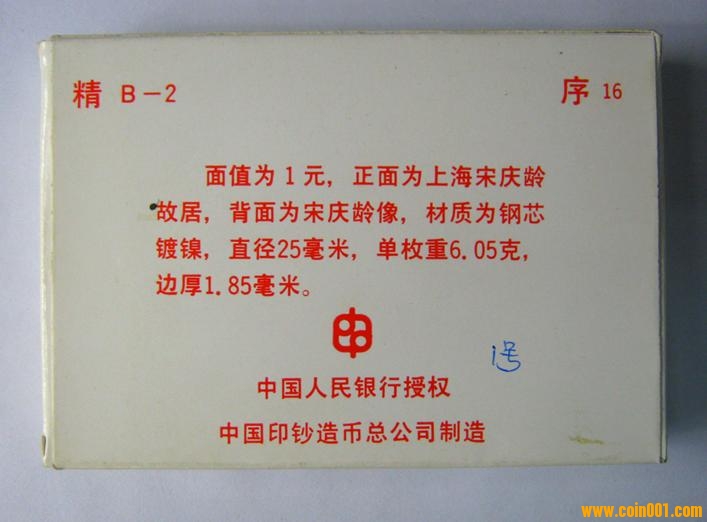 精 B－2
序 16
面值为1元，正面为上海宋庆龄
故居，背面为宋庆龄像，材质为钢芯
镀镍，直径25毫米，单枚重6.05克，
边厚1.85毫米。
1号
中国人民银行授权
中国印钞造币总公司制造
www.coin001.com